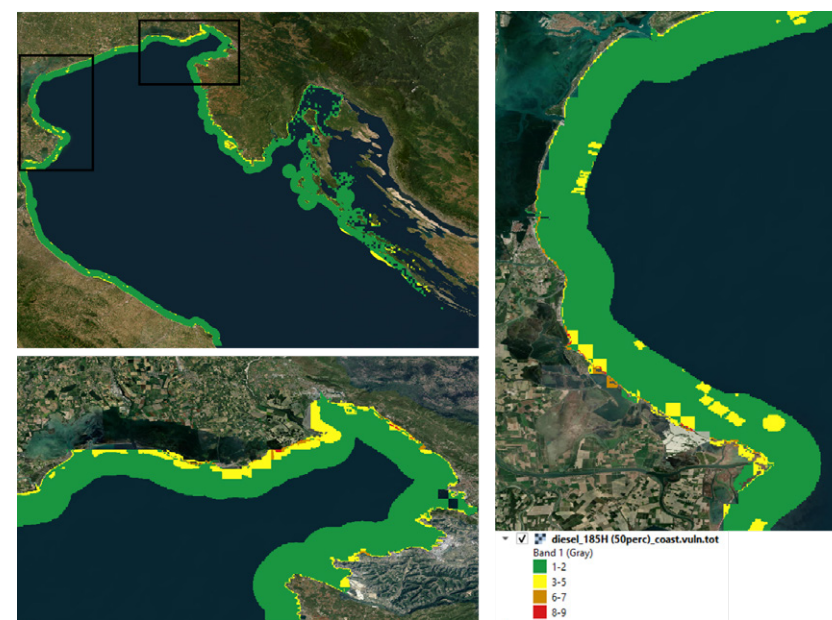 diesel_185H (50perc)_coast.vuln.tot
Band 1 (Gray)
1-2
3-5
6-7
8-9